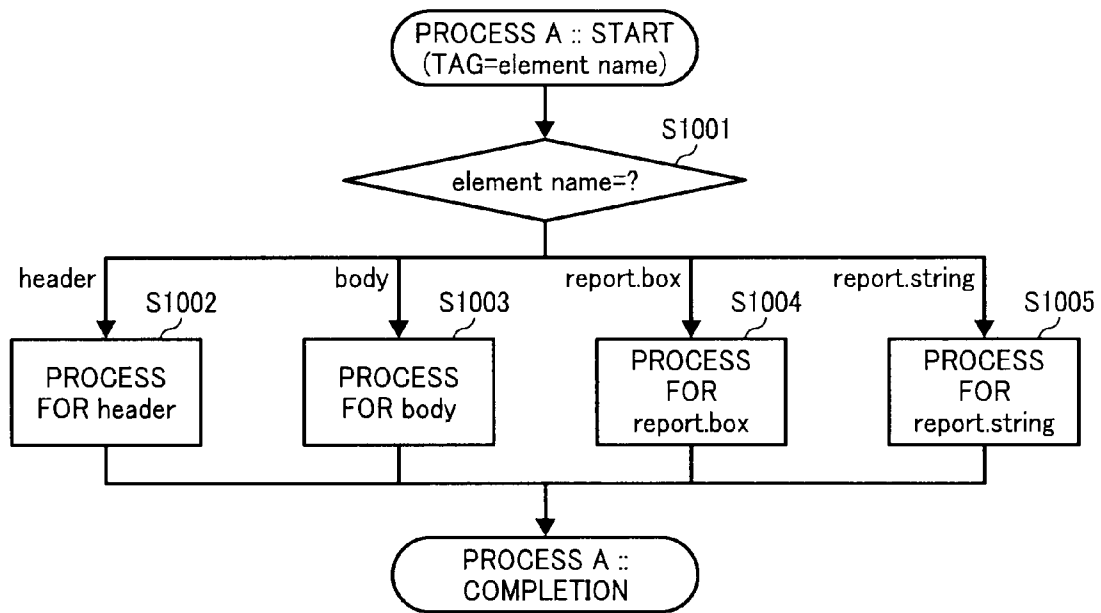 PROCESS A :: START
(TAG=element name)
S1001
element name=?
header
body
report.box
report.string
S1002
S1003
S1004
S1005
PROCESS
FOR header
PROCESS
FOR body
PROCESS
FOR
report.box
PROCESS
FOR
report.string
PROCESS A ::
COMPLETION